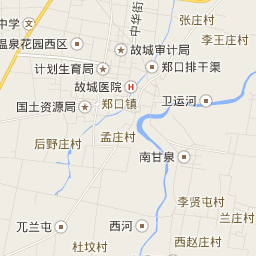 张庄村
中学
中华街
李王庄村
温泉花园西区
故城审计局
计划生育局
郑口排干渠
故城医院
H
国土资源局
郑口镇
卫运河
后野庄村
孟庄村
南甘泉
李贤屯村
兰庄村
兀兰屯
西河
西赵庄村
杜坟村